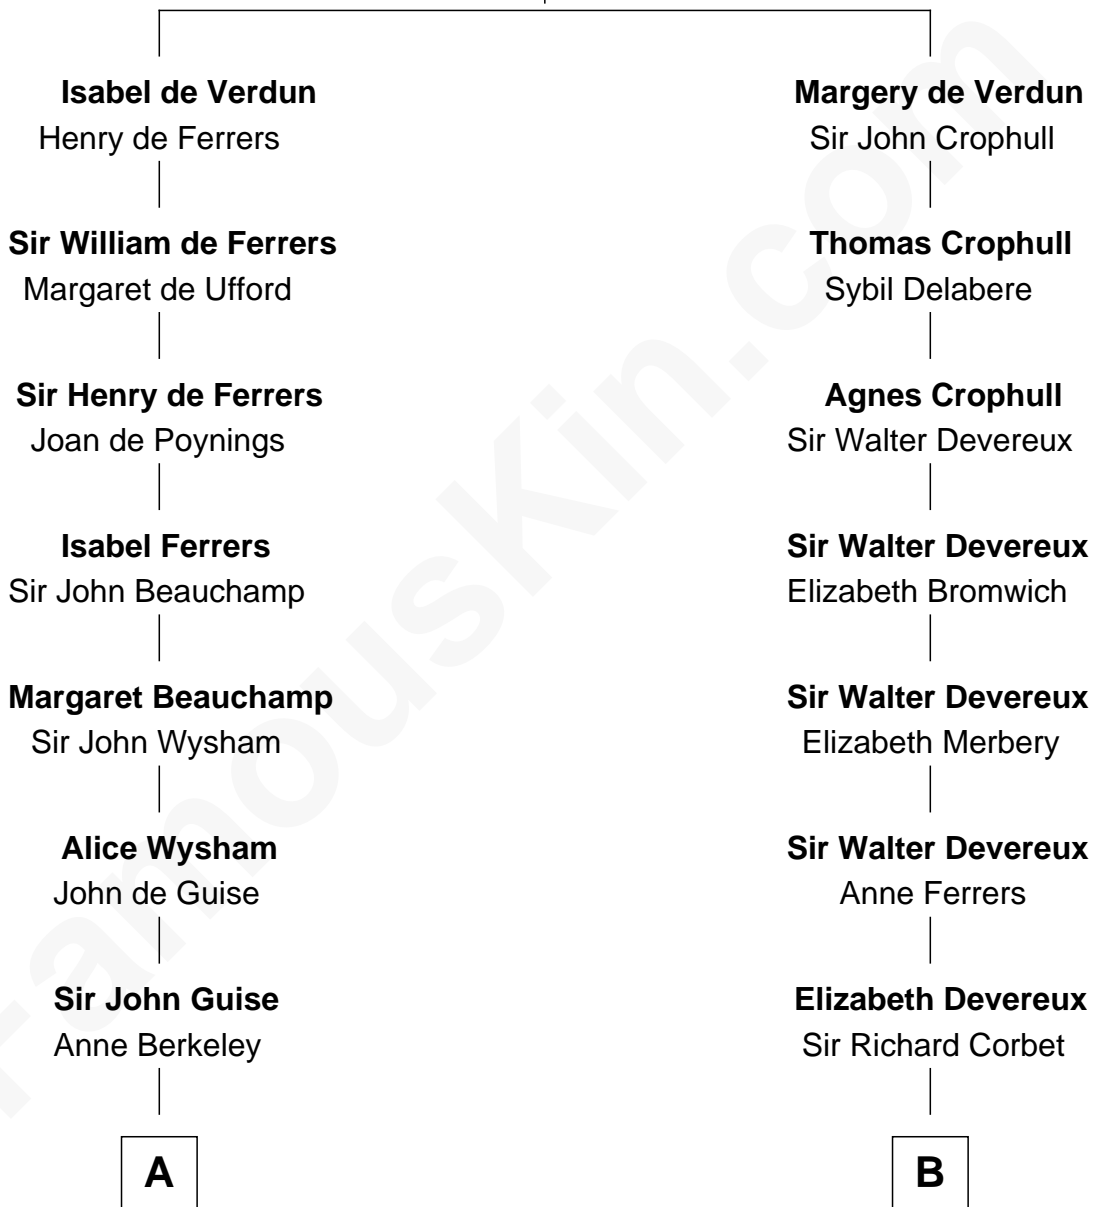 Isabel de Verdun
Henry de Ferrers
Sir William de Ferrers
Margaret de Ufford
Sir Henry de Ferrers
Joan de Poynings
Isabel Ferrers
Sir John Beauchamp
Margaret Beauchamp
Sir John Wysham
Alice Wysham
John de Guise
Sir John Guise
Anne Berkeley
A
Margery de Verdun
Sir John Crophull
Thomas Crophull
Sybil Delabere
Agnes Crophull
Sir Walter Devereux
Sir Walter Devereux
Elizabeth Bromwich
Sir Walter Devereux
Elizabeth Merbery
Sir Walter Devereux
Anne Ferrers
Elizabeth Devereux
Sir Richard Corbet
B
FamousKin.com